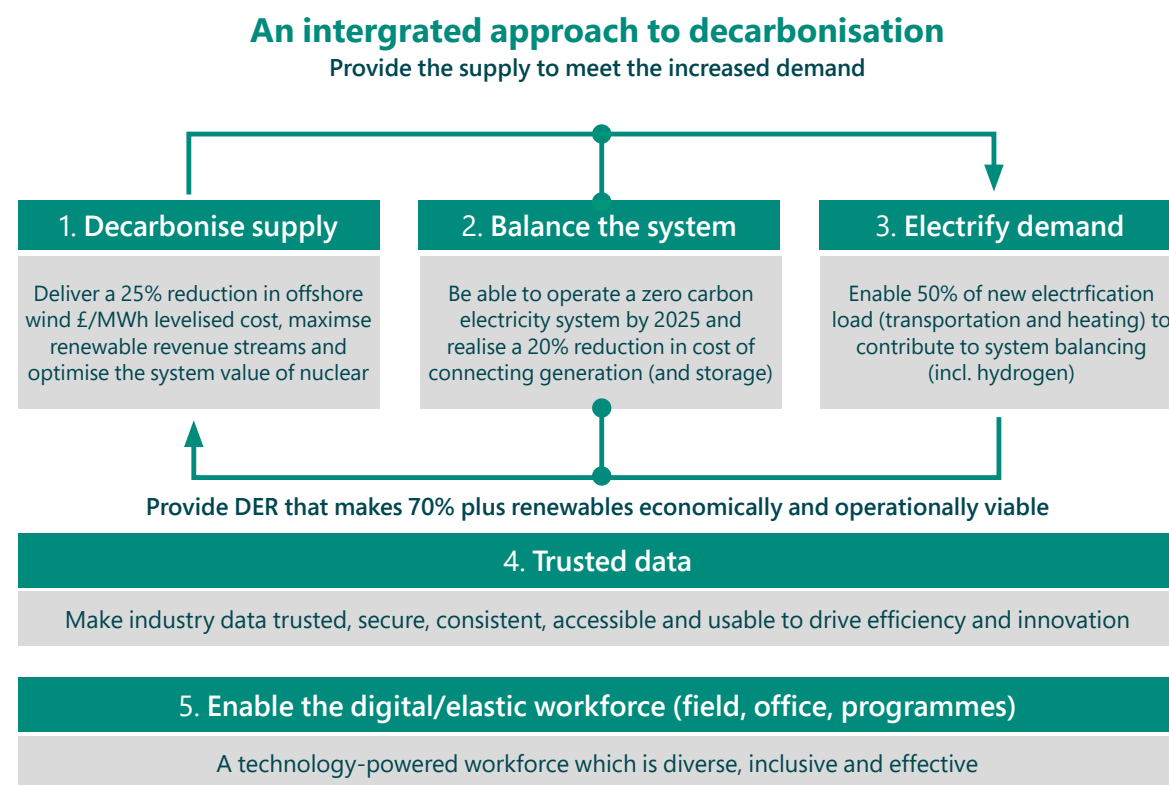 An intergrated approach to decarbonisation
Provide the supply to meet the increased demand
1. Decarbonise supply
Deliver a 25% reduction in offshore
wind £/MWh levelised cost, maximse
renewable revenue streams and
optimise the system value of nuclear
2. Balance the system
Be able to operate a zero carbon
electricity system by 2025 and
realise a 20% reduction in cost of
connecting generation (and storage)
3. Electrify demand
Enable 50% of new electrfication
load (transportation and heating) to
contribute to system balancing
(incl. hydrogen)
Provide DER that makes 70% plus renewables economically and operationally viable
4. Trusted data
Make industry data trusted, secure, consistent, accessible and usable to drive efficiency and innovation
5. Enable the digital/elastic workforce (field, office, programmes)
A technology-powered workforce which is diverse, inclusive and effective